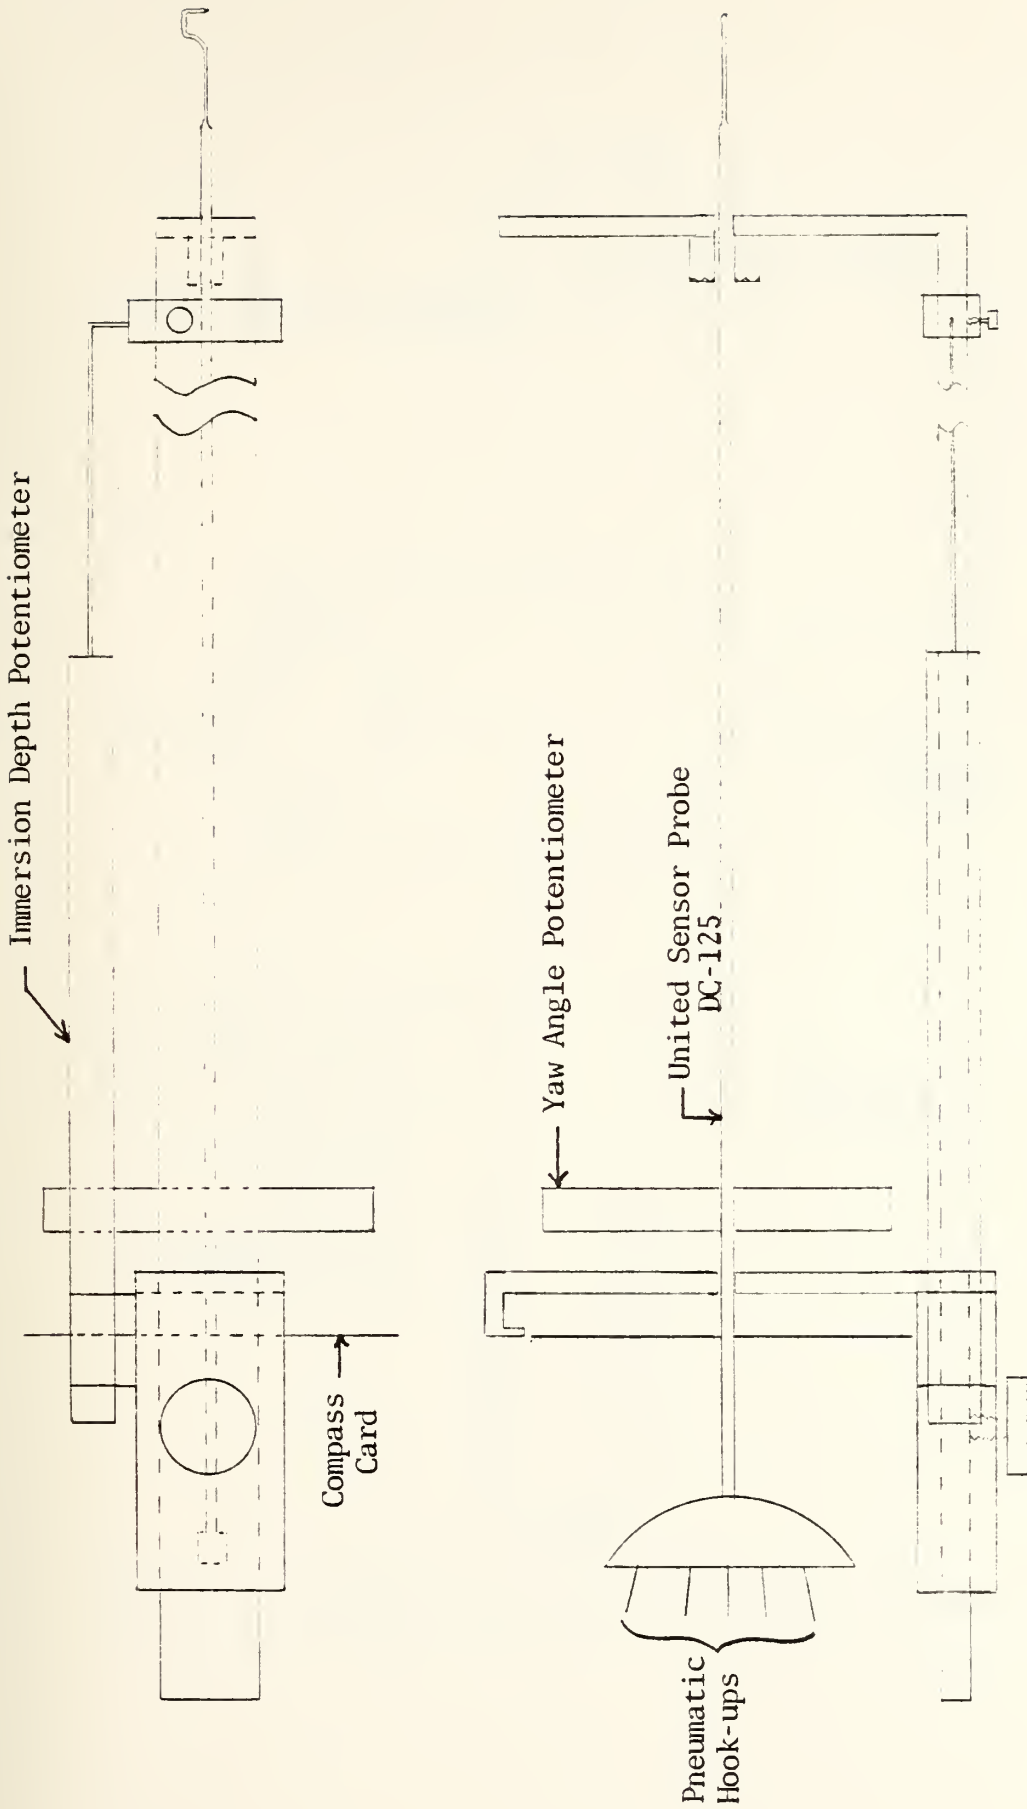 Immersion Depth Potentiometer
Compass
Card
Yaw Angle Potentiometer
United Sensor Probe
DC-125
Pneumatic
Hook-ups